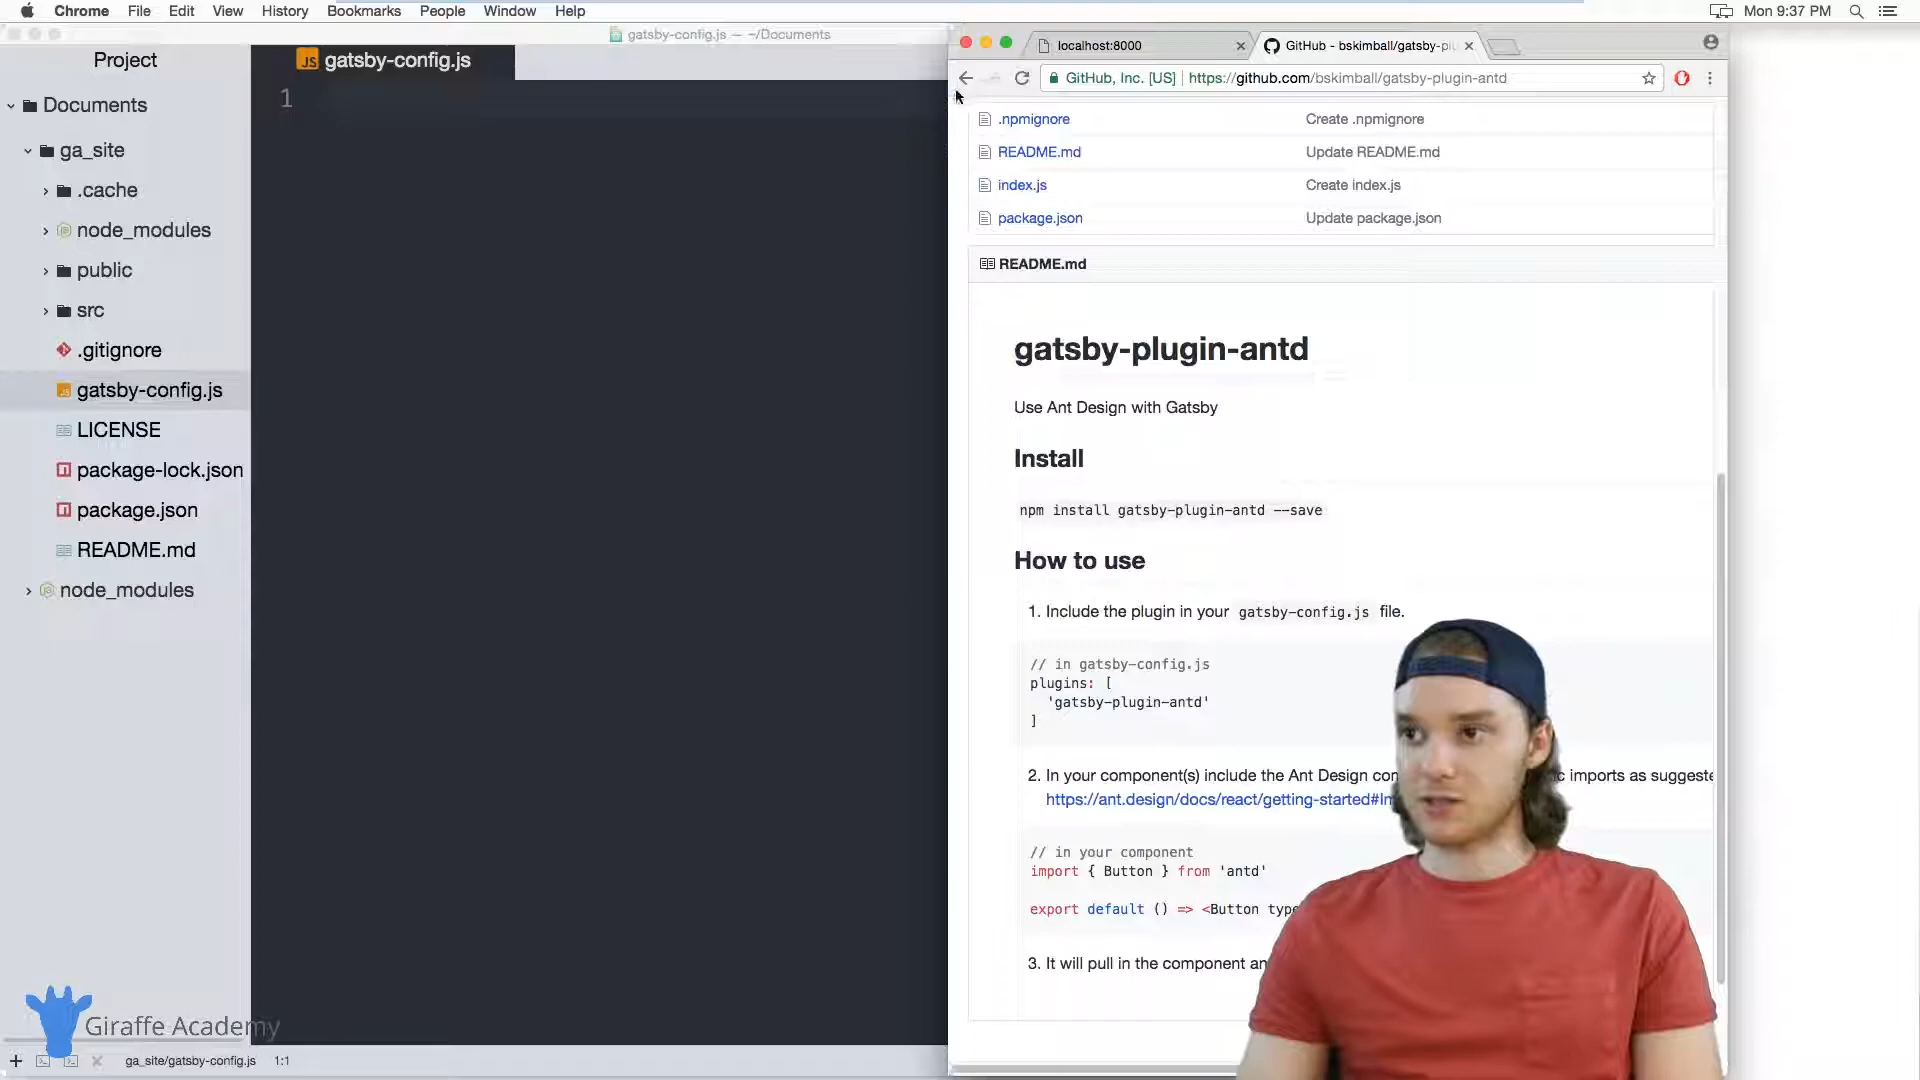 Chrome File Edit View History Bookmarks People Window Help
Mon 9:37 PM
gatsby-config.js — ~/Documents
Project
Documents
ga_site
.cache
node_modules
public
src
.gitignore
gatsby-config.js
LICENSE
package-lock.json
package.json
README.md
node_modules
gatsby-config.js
1
localhost:8000
GitHub - bskimball/gatsby-plu
GitHub, Inc. [US] https://github.com/bskimball/gatsby-plugin-antd
.npmignore Create .npmignore
README.md Update README.md
index.js Create index.js
package.json Update package.json
README.md
gatsby-plugin-antd
Use Ant Design with Gatsby
Install
npm install gatsby-plugin-antd --save
How to use
1. Include the plugin in your gatsby-config.js file.
// in gatsby-config.js
plugins: [
'gatsby-plugin-antd'
]
2. In your component(s) include the Ant Design imports as
https://ant.design/docs/react/getting-started
// in your component
import { Button } from 'antd'
export default () => <Button type
3. It will pull in the component
Giraffe Academy
ga_site/gatsby-config.js 1:1